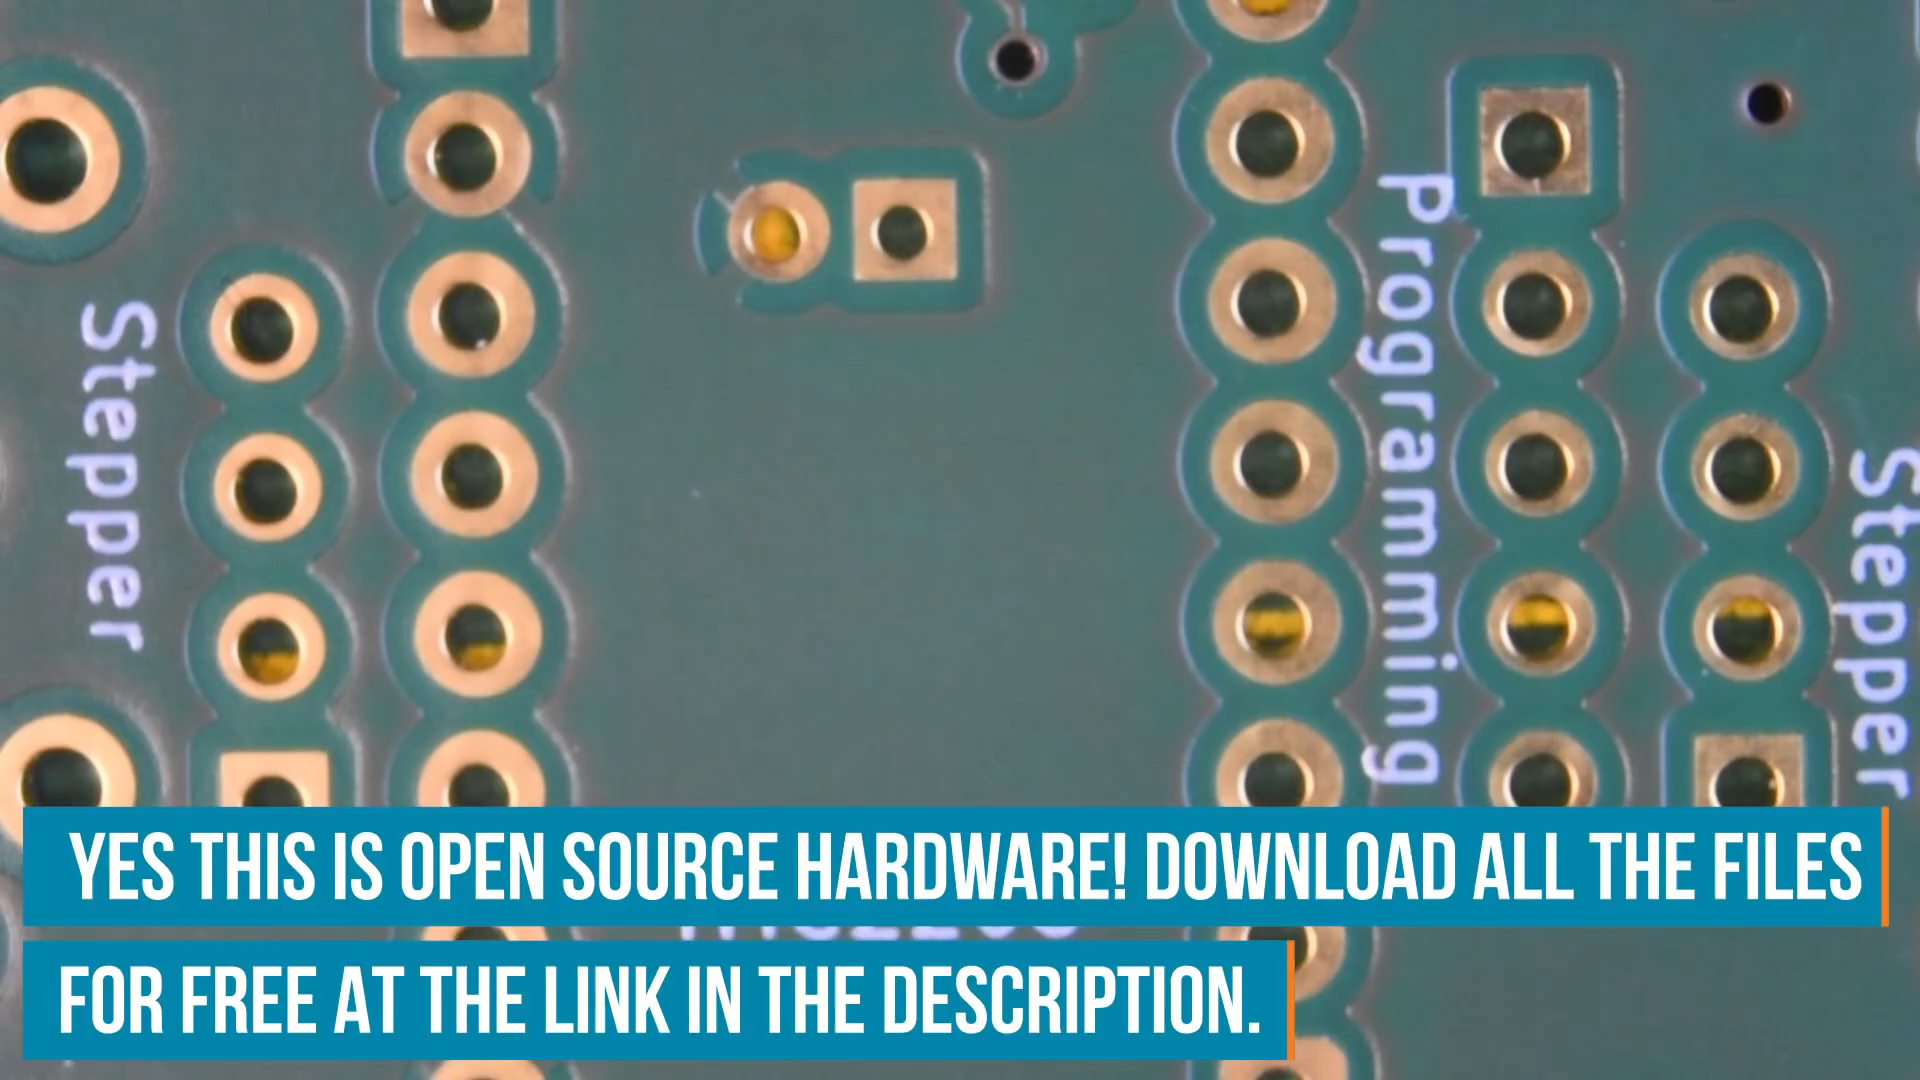 Stepper
Programming
Stepper
YES THIS IS OPEN SOURCE HARDWARE! DOWNLOAD ALL THE FILES
FOR FREE AT THE LINK IN THE DESCRIPTION.